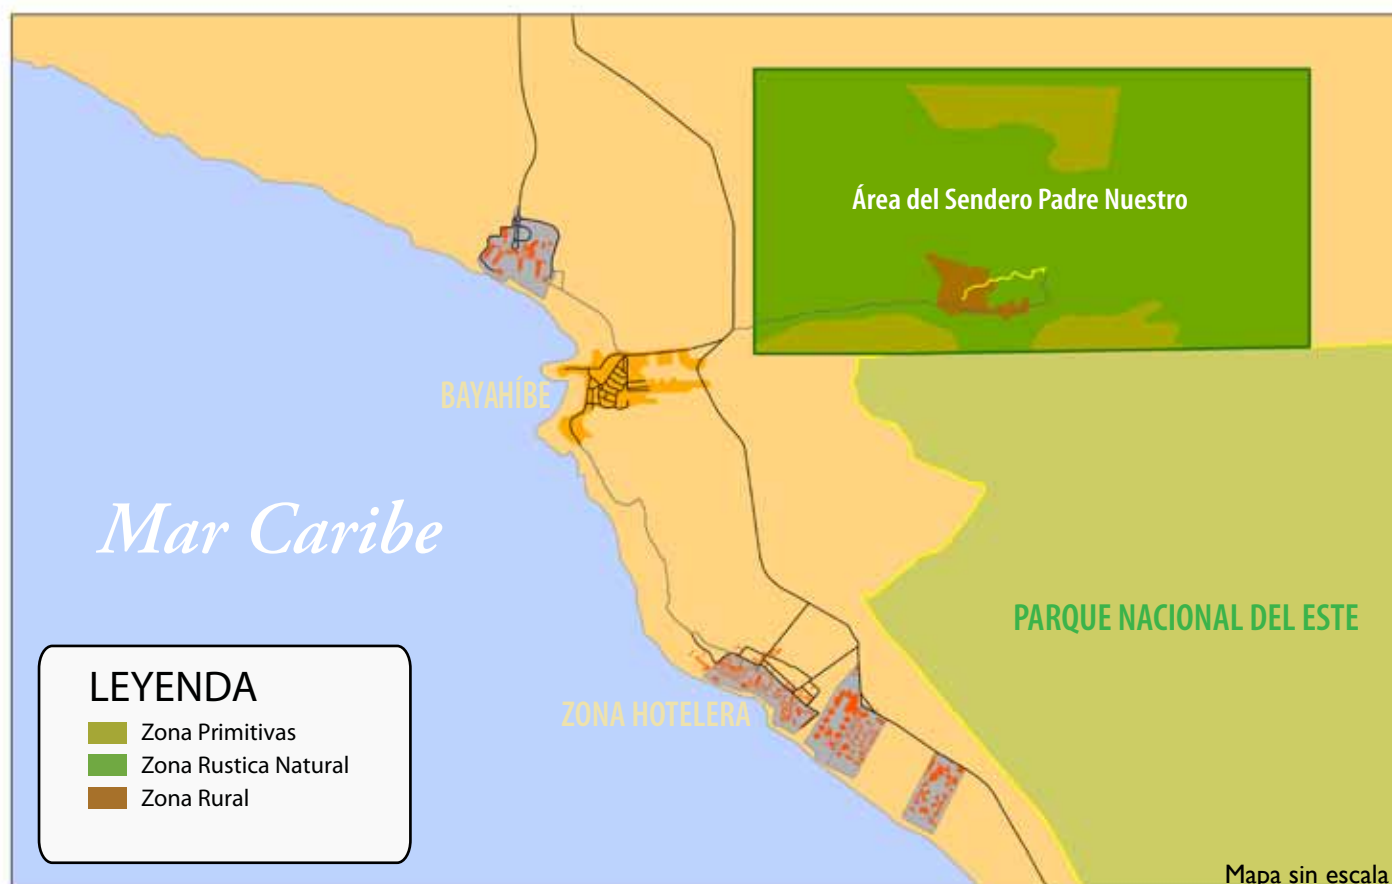 Área del Sendero Padre Nuestro
BAYAHÍBE
Mar Caribe
PARQUE NACIONAL DEL ESTE
ZONA HOTELERA
LEYENDA
Zona Primitivas
Zona Rustica Natural
Zona Rural
Mapa sin escala